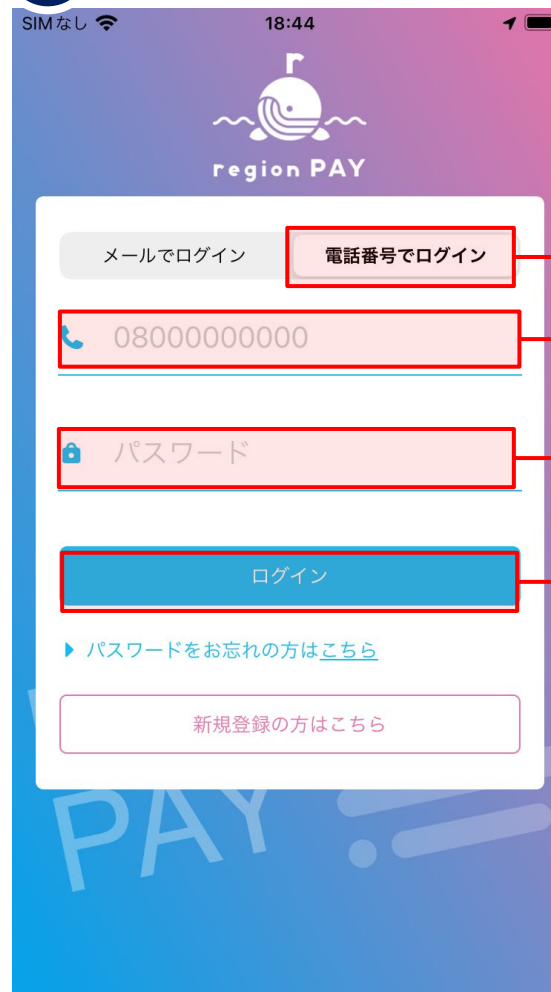 SIMなし 18:44
r
region PAY
メールでログイン 電話番号でログイン
08000000000
パスワード
ログイン
パスワードをお忘れの方はこちら
新規登録の方はこちら
PAY